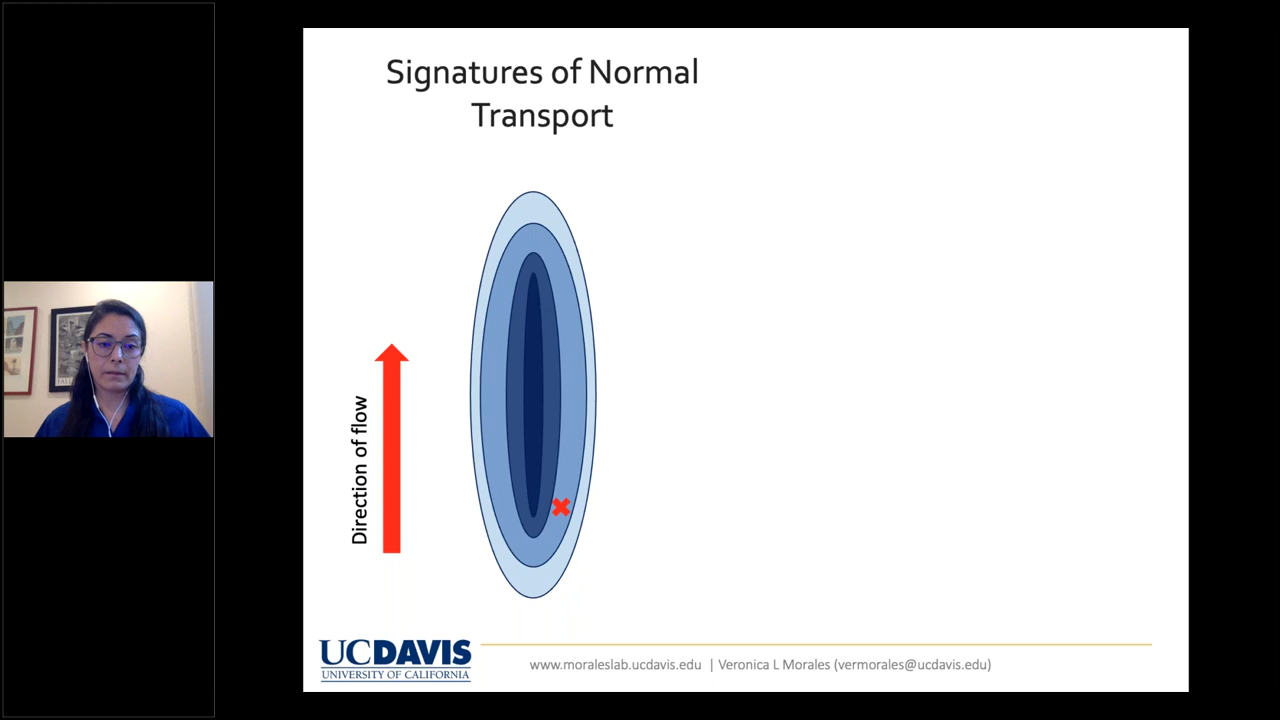 Signatures of Normal
Transport
Direction of flow
UCDAVIS
UNIVERSITY OF CALIFORNIA
www.moraleslab.ucdavis.edu | Veronica L Morales (vermorales@ucdavis.edu)